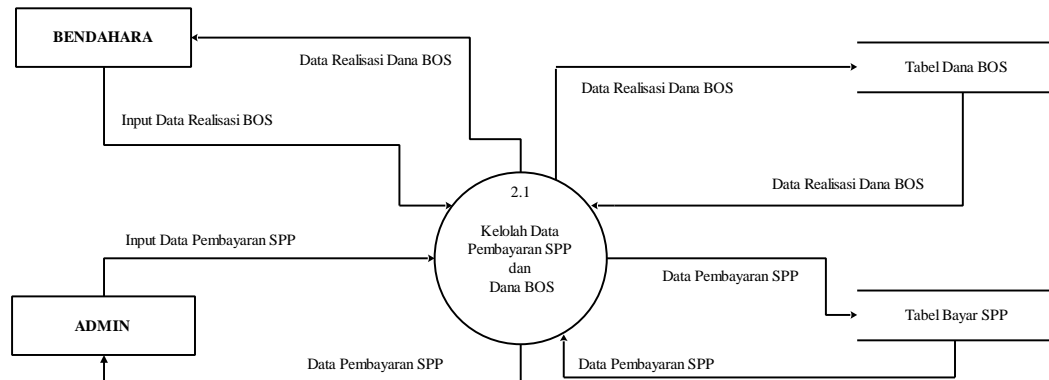 BENDAHARA
Data Realisasi Dana BOS
Tabel Dana BOS
Data Realisasi Dana BOS
Input Data Realisasi BOS
Data Realisasi Dana BOS
2.1
Kelolah Data
Pembayaran SPP
dan
Dana BOS
Input Data Pembayaran SPP
Data Pembayaran SPP
ADMIN
Tabel Bayar SPP
Data Pembayaran SPP
Data Pembayaran SPP